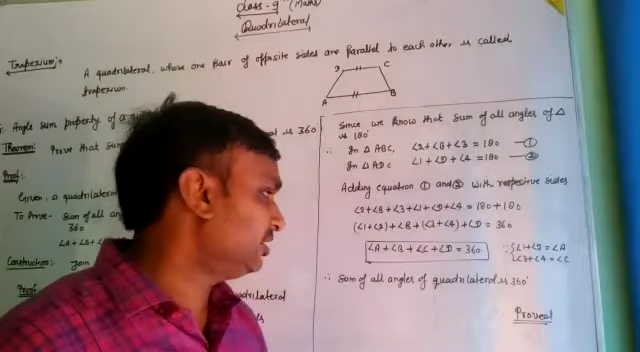 class-9 (Maths)
Quadrilateral
Trapezium:-
A quadrilateral, whose one pair of opposite sides are parallel to each other is called
trapezium.
D C
A B
Angle sum property of a
is 360
Theorem: Prove that sum
Proof:-
Given, a quadrilateral
To Prove - Sum of all
360
∠A+∠B+
Construction:- Join
Proof
quadrilateral
Since we know that sum of all angles of △
is 180°
∴ In △ ABC, ∠2+∠B+∠3 = 180 — ①
In △ ADC ∠1+∠D+∠4 = 180 — ②
Adding equation ① and ② with respective sides
∠2+∠B+∠3+∠1+∠D+∠4 = 180+180
(∠1+∠2)+∠B+(∠3+∠4)+∠D = 360
∠A+∠B+∠C+∠D = 360
∵ {∠1+∠2=∠A
∠3+∠4=∠C
∴ Sum of all angles of quadrilateral is 360°
Proved